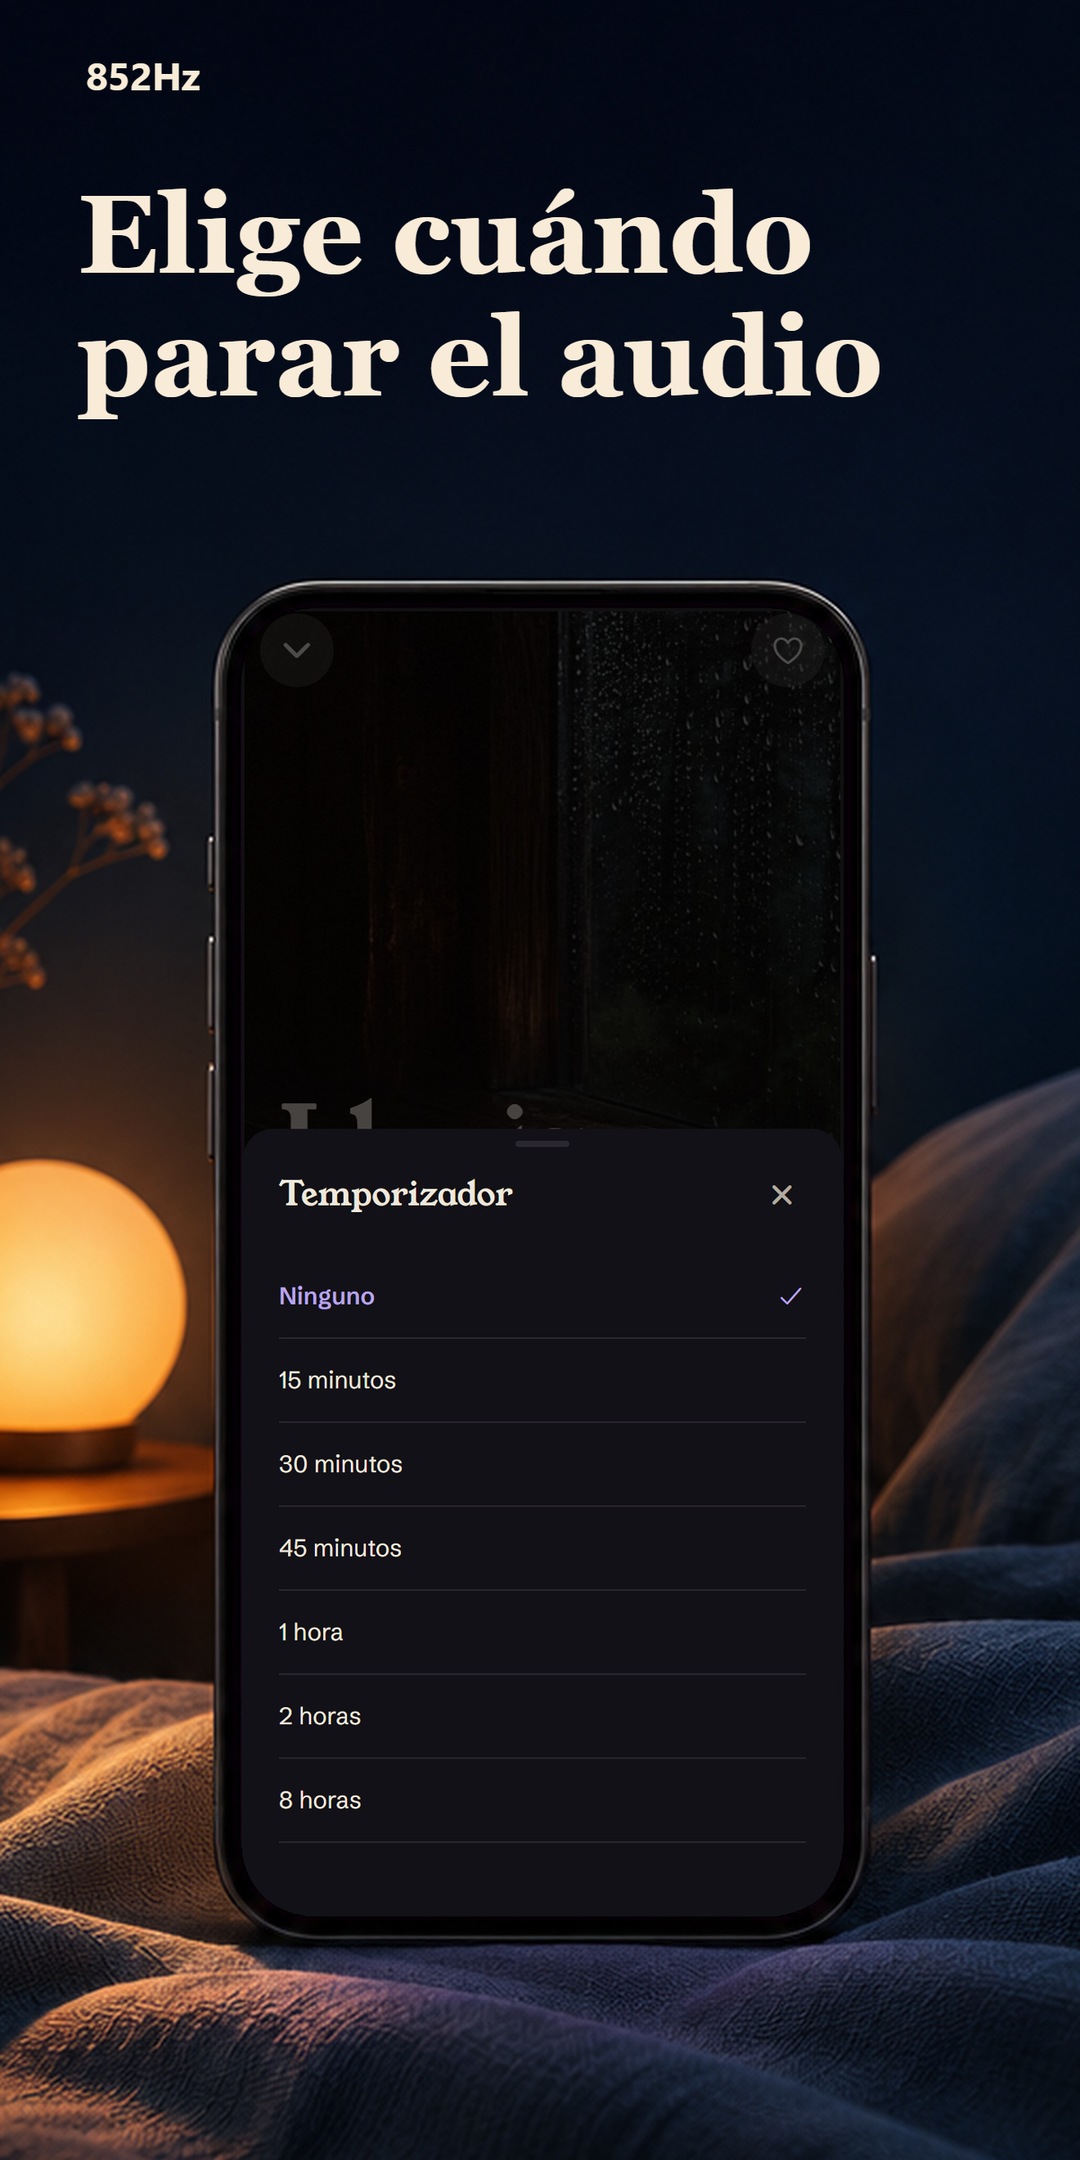 852Hz
Elige cuándo
parar el audio
Temporizador
Ninguno
15 minutos
30 minutos
45 minutos
1 hora
2 horas
8 horas